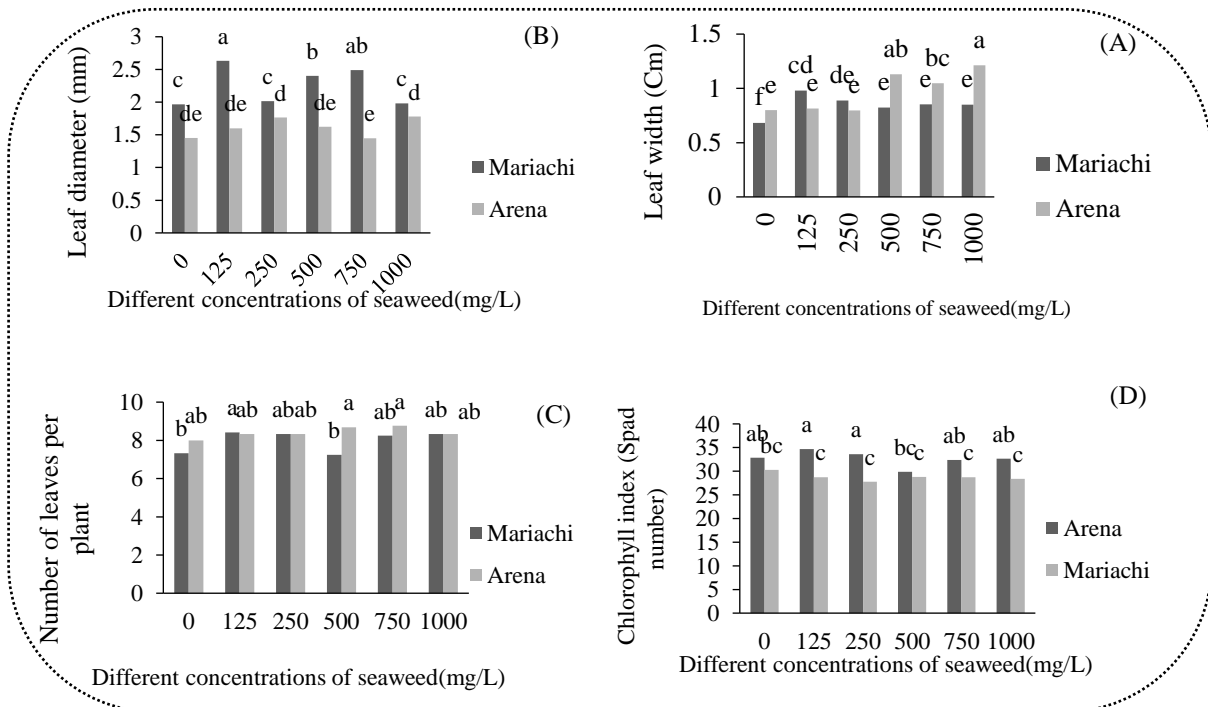 (B)
Leaf diameter (mm)
3
2.5
2
1.5
1
0.5
0
c de a de c d b de ab e c d
0 125 250 500 750 1000
Different concentrations of seaweed(mg/L)
Mariachi
Arena
(A)
Leaf width (Cm)
1.5
1
0.5
0
f e cd e de e e ab e bc e a
0 125 250 500 750 1000
Different concentrations of seaweed(mg/L)
Mariachi
Arena
(C)
Number of leaves per
plant
10
8
6
4
2
0
b ab a ab ab ab b a ab a ab ab
0 125 250 500 750 1000
Different concentrations of seaweed(mg/L)
Mariachi
Arena
(D)
Chlorophyll index (Spad
number)
40
35
30
25
20
15
10
5
0
ab bc a c a c bc c ab c ab c
0 125 250 500 750 1000
Different concentrations of seaweed(mg/L)
Arena
Mariachi